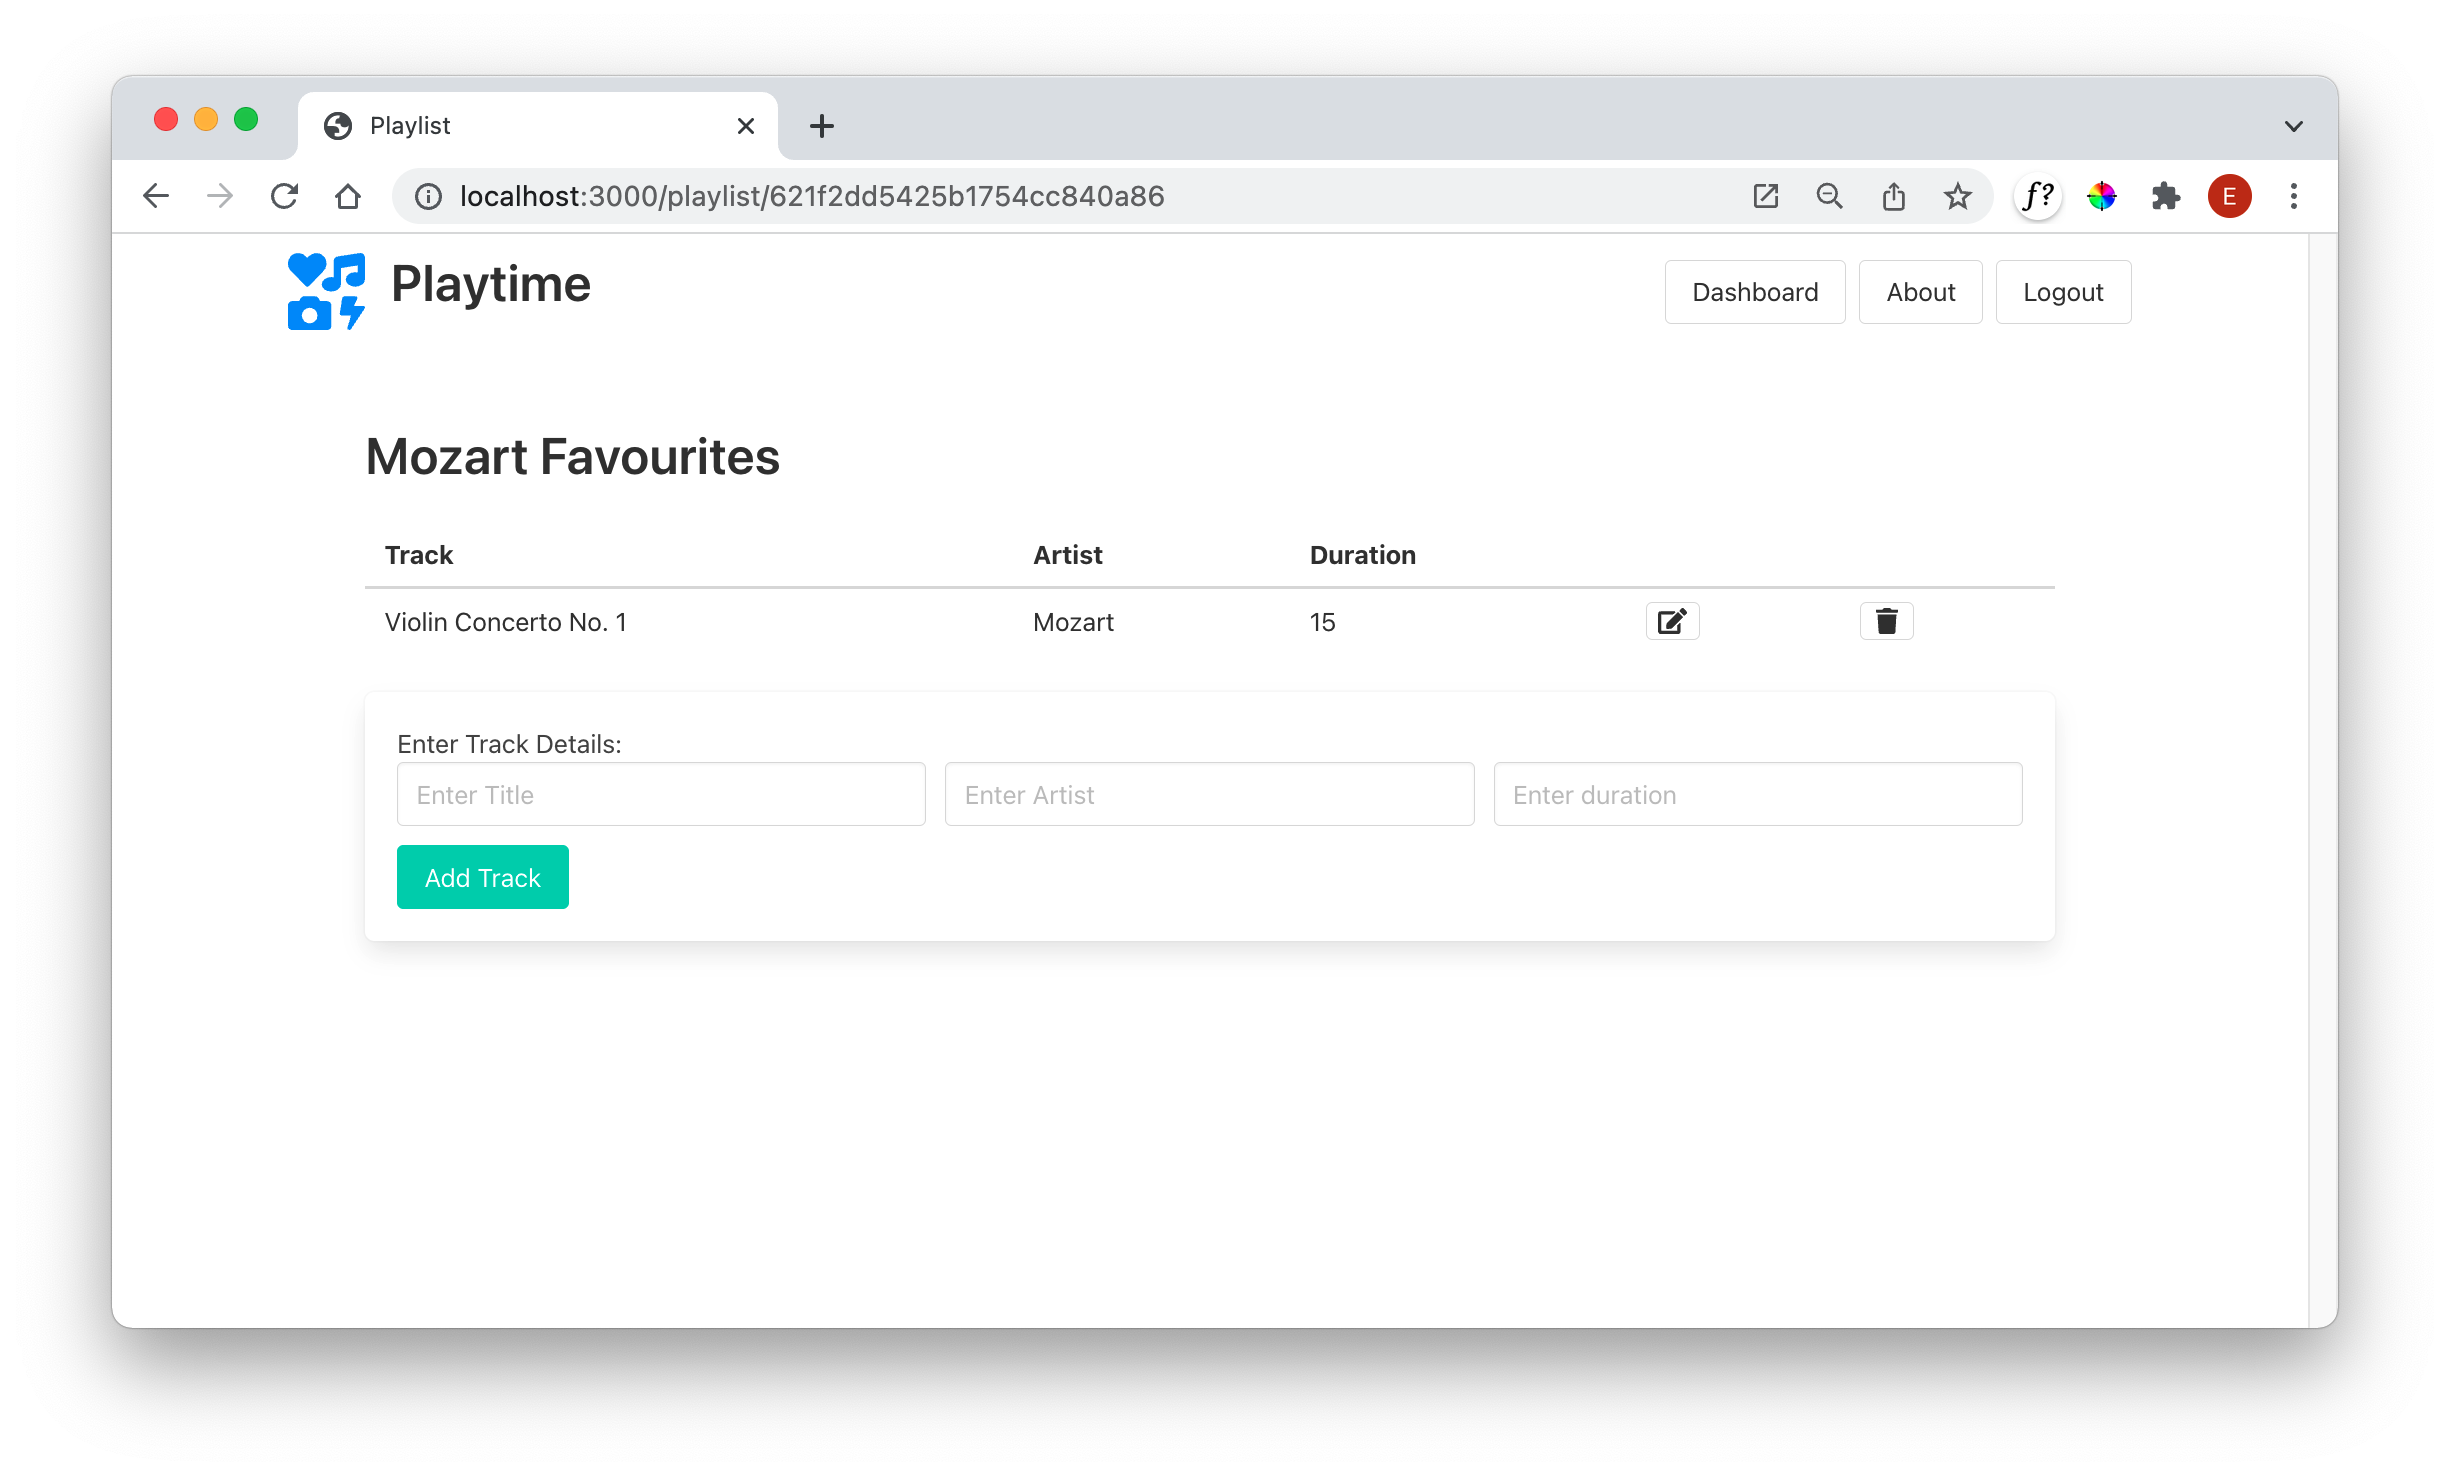 Playlist
localhost:3000/playlist/621f2dd5425b1754cc840a86
f?
E
Playtime
Dashboard About Logout
Mozart Favourites
Track Artist Duration
Violin Concerto No. 1 Mozart 15
Enter Track Details:
Enter Title Enter Artist Enter duration
Add Track